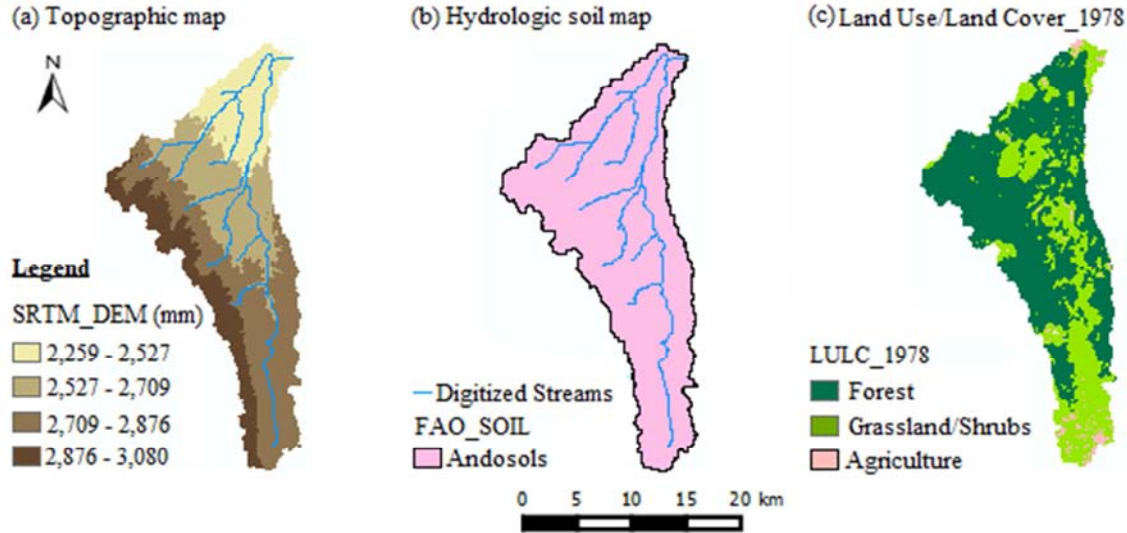 (a) Topographic map
(b) Hydrologic soil map
(c) Land Use/Land Cover_1978
N
Legend
SRTM_DEM (mm)
2,259 - 2,527
2,527 - 2,709
2,709 - 2,876
2,876 - 3,080
Digitized Streams
FAO_SOIL
Andosols
LULC_1978
Forest
Grassland/Shrubs
Agriculture
0 5 10 15 20 km